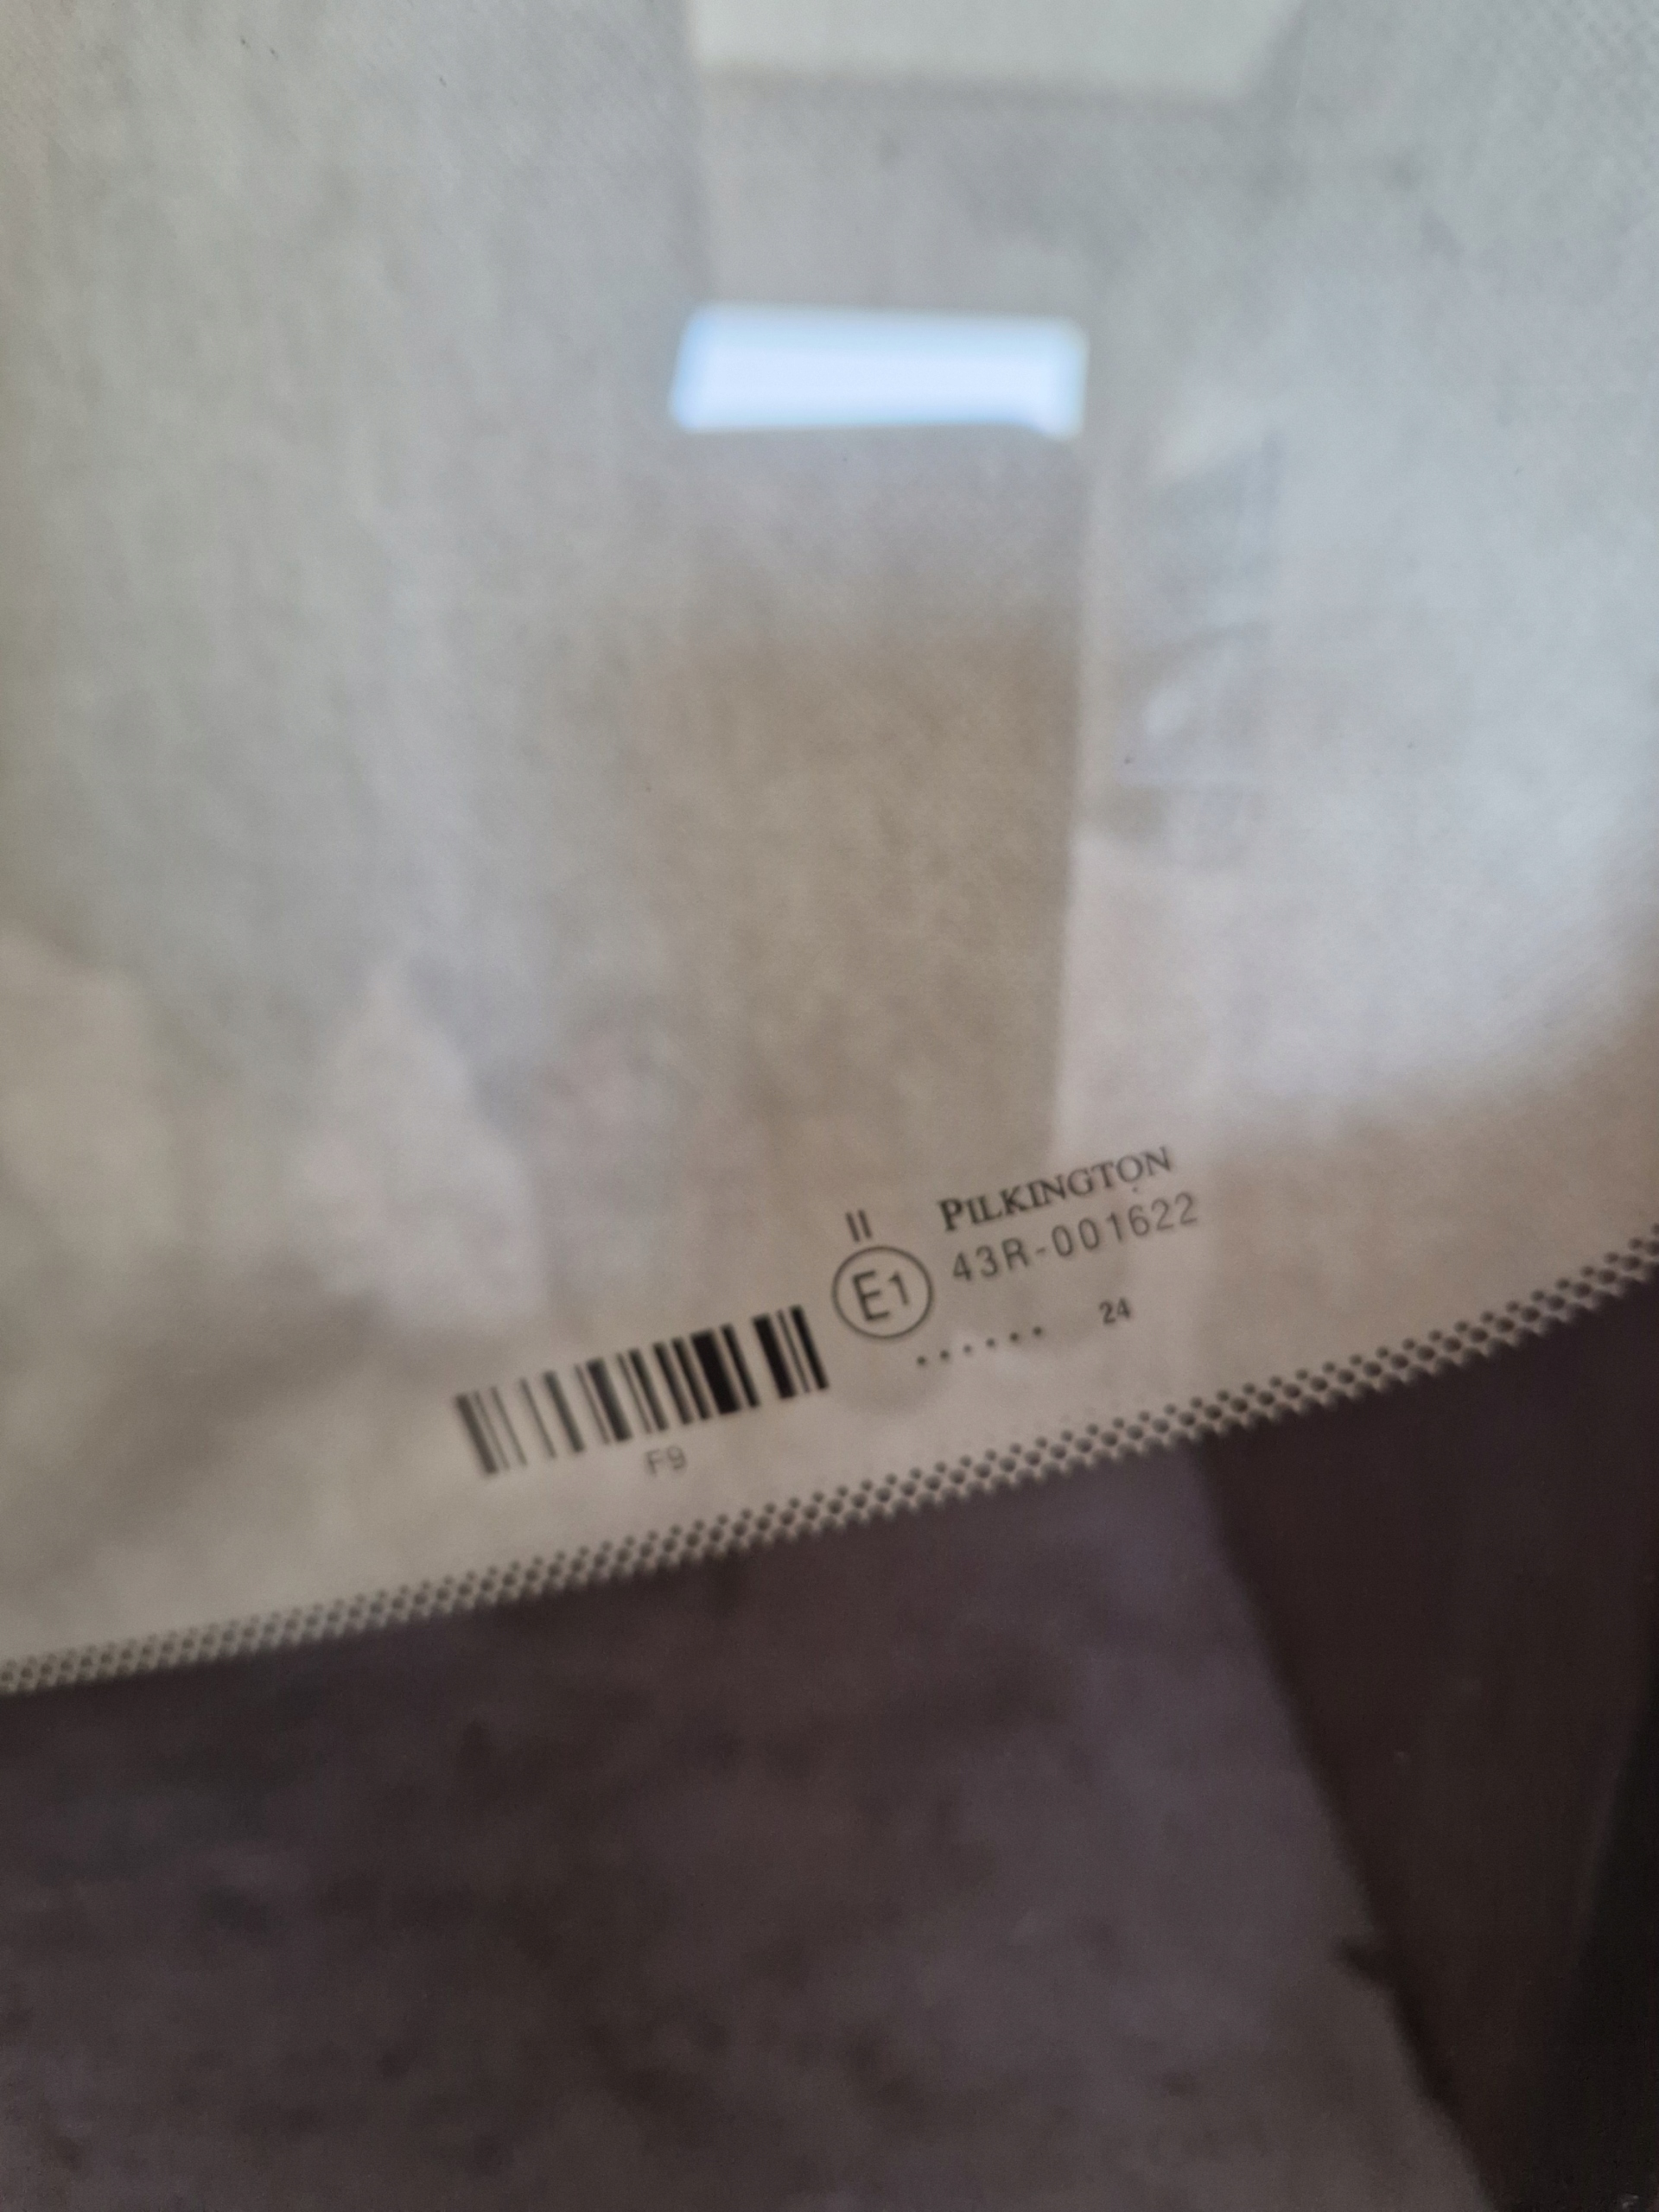 II
PILKINGTON
E1
43R-001622
...... 24
F9